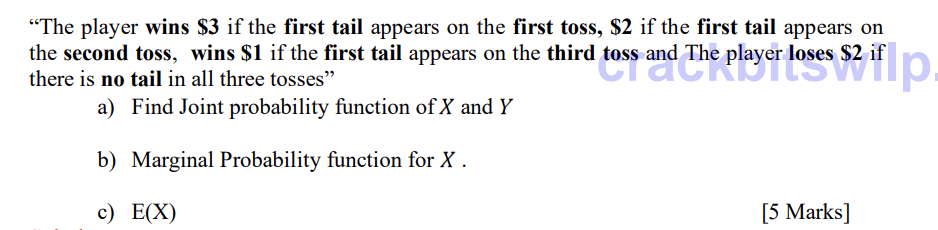 “The player wins $3 if the first tail appears on the first toss, $2 if the first tail appears on
the second toss, wins $1 if the first tail appears on the third toss and The player loses $2 if
there is no tail in all three tosses”
crackbitswilp.
a) Find Joint probability function of X and Y
b) Marginal Probability function for X .
c) E(X) [5 Marks]